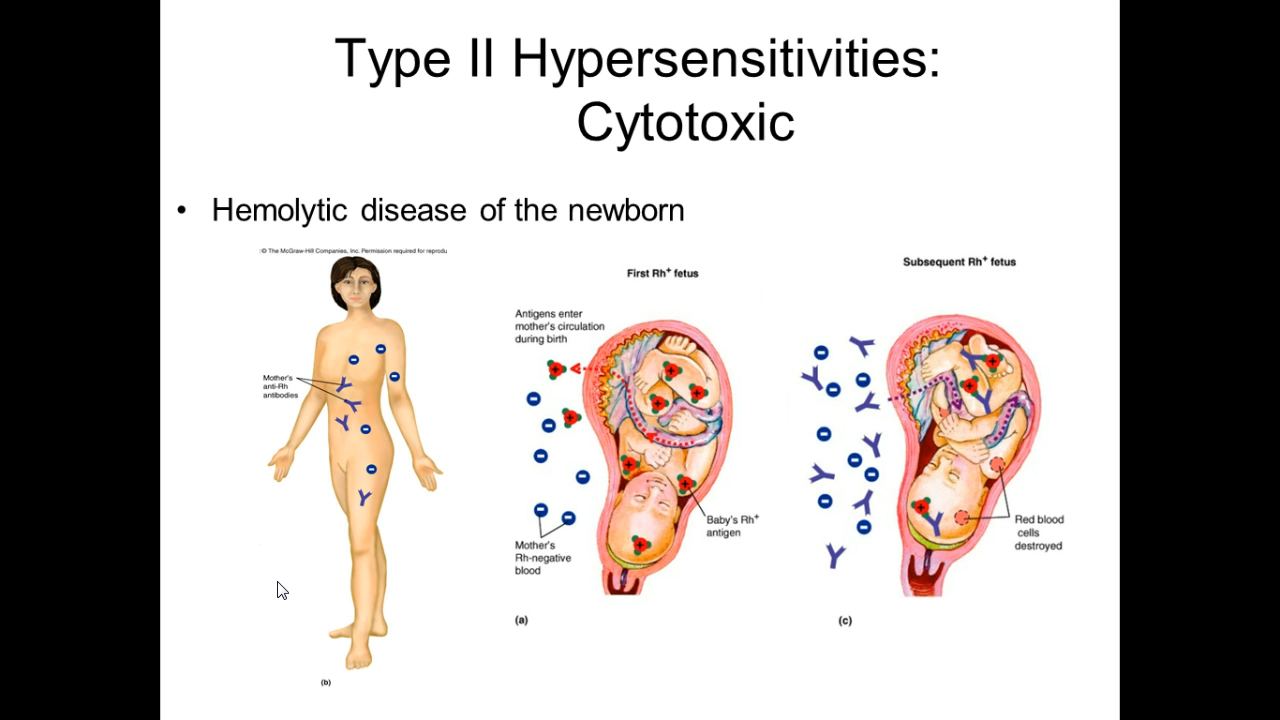 Type II Hypersensitivities:
Cytotoxic
• Hemolytic disease of the newborn
:© The McGraw-Hill Companies, Inc. Permission required for reprodu
Mother's
anti-Rh
antibodies
(b)
First Rh+ fetus
Antigens enter
mother's circulation
during birth
Mother's
Rh-negative
blood
Baby's Rh+
antigen
(a)
Subsequent Rh+ fetus
Red blood
cells
destroyed
(c)